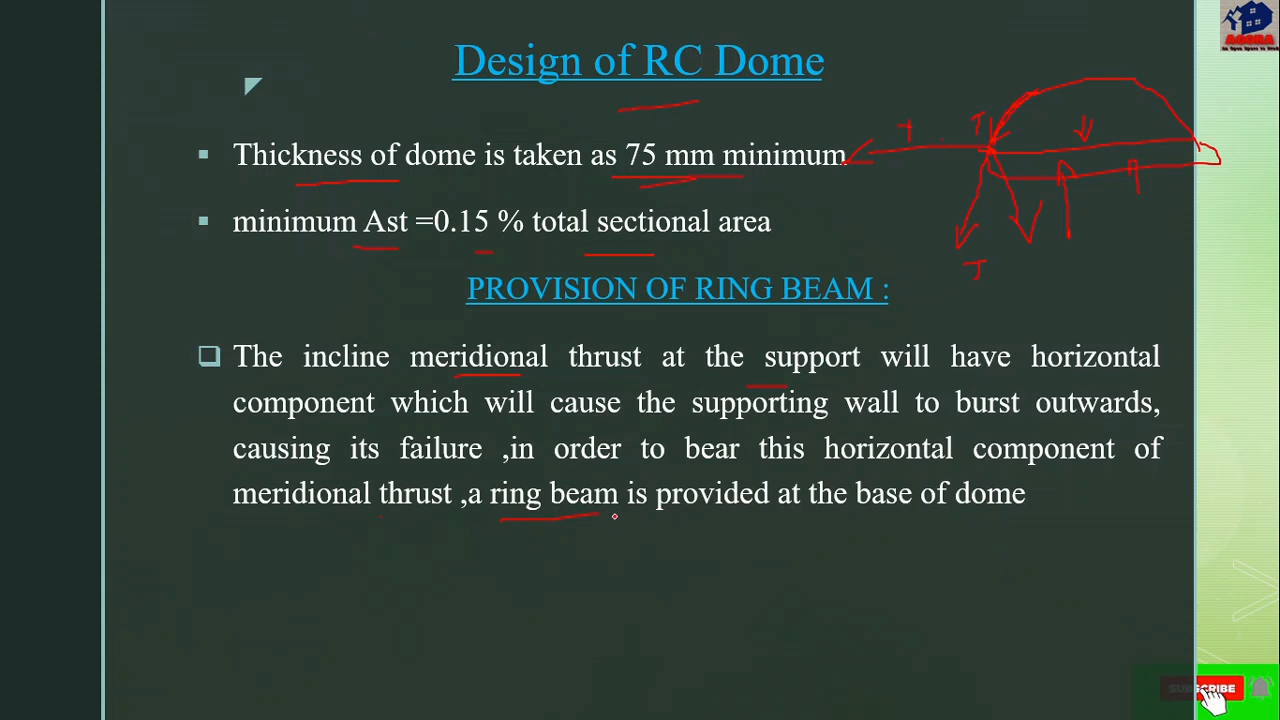 Design of RC Dome
AGSRA
▪ Thickness of dome is taken as 75 mm minimum
▪ minimum Ast =0.15 % total sectional area
T
T
PROVISION OF RING BEAM :
❑ The incline meridional thrust at the support will have horizontal
component which will cause the supporting wall to burst outwards,
causing its failure ,in order to bear this horizontal component of
meridional thrust ,a ring beam is provided at the base of dome
SUBSCRIBE